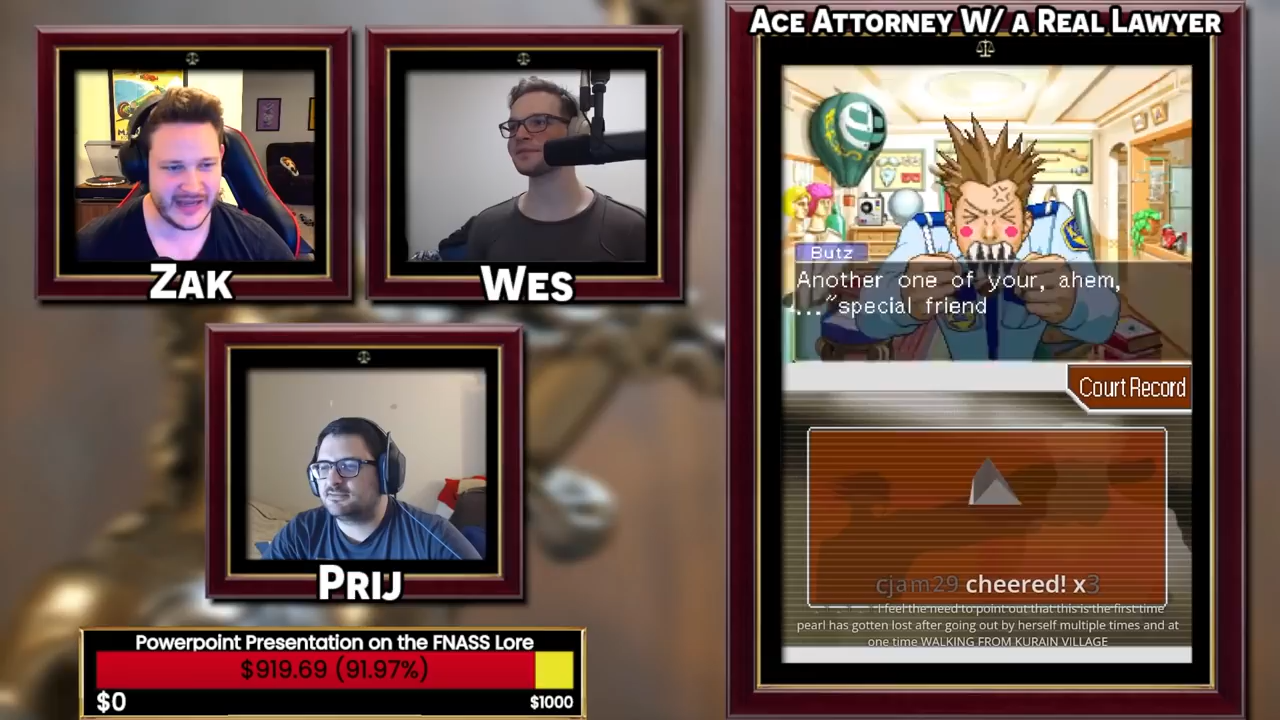 ACE ATTORNEY W/ A REAL LAWYER
ZAK
WES
Butz
Another one of your, ahem,
..."special friend
Court Record
PRIJ
cjam29 cheered! x3
I feel the need to point out that this is the first time
pearl has gotten lost after going out by herself multiple times and at
one time WALKING FROM KURAIN VILLAGE
Powerpoint Presentation on the FNASS Lore
$919.69 (91.97%)
$0
$1000